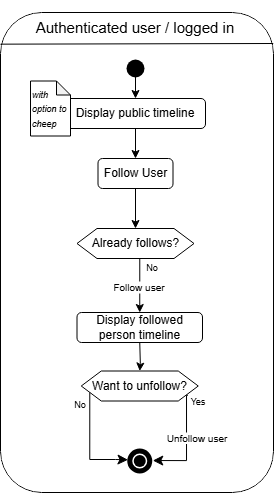 Authenticated user / logged in
with
option to
cheep
Display public timeline
Follow User
Already follows?
No
Follow user
Display followed
person timeline
Want to unfollow?
No
Yes
Unfollow user